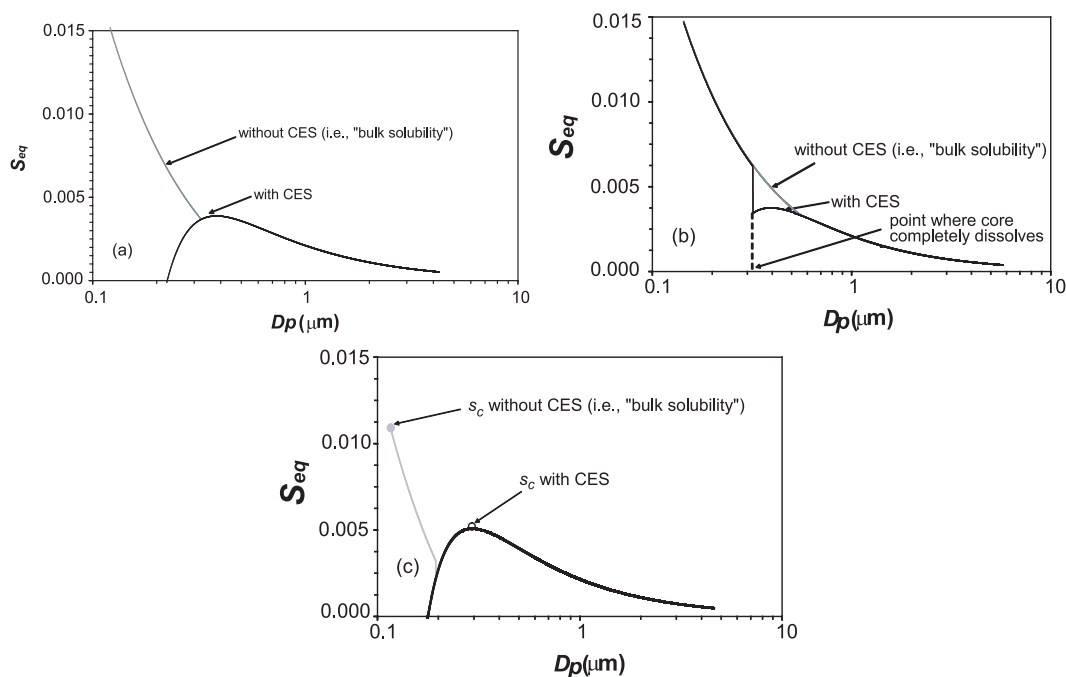 0.015
0.010
0.005
0.000
Seq
without CES (i.e., "bulk solubility")
with CES
(a)
0.1
1
10
Dp (μm)
0.015
0.010
0.005
0.000
Seq
without CES (i.e., "bulk solubility")
with CES
point where core
completely dissolves
(b)
0.1
1
10
Dp (μm)
0.015
0.010
0.005
0.000
Seq
sc without CES (i.e., "bulk solubility")
sc with CES
(c)
0.1
1
10
Dp(μm)